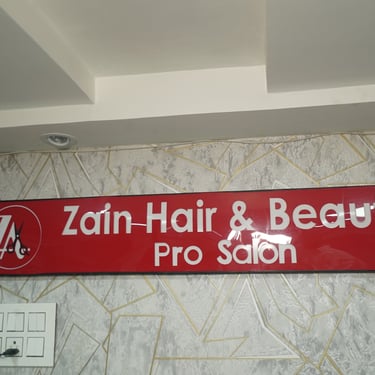 Zain Hair & Beau
Pro Salon